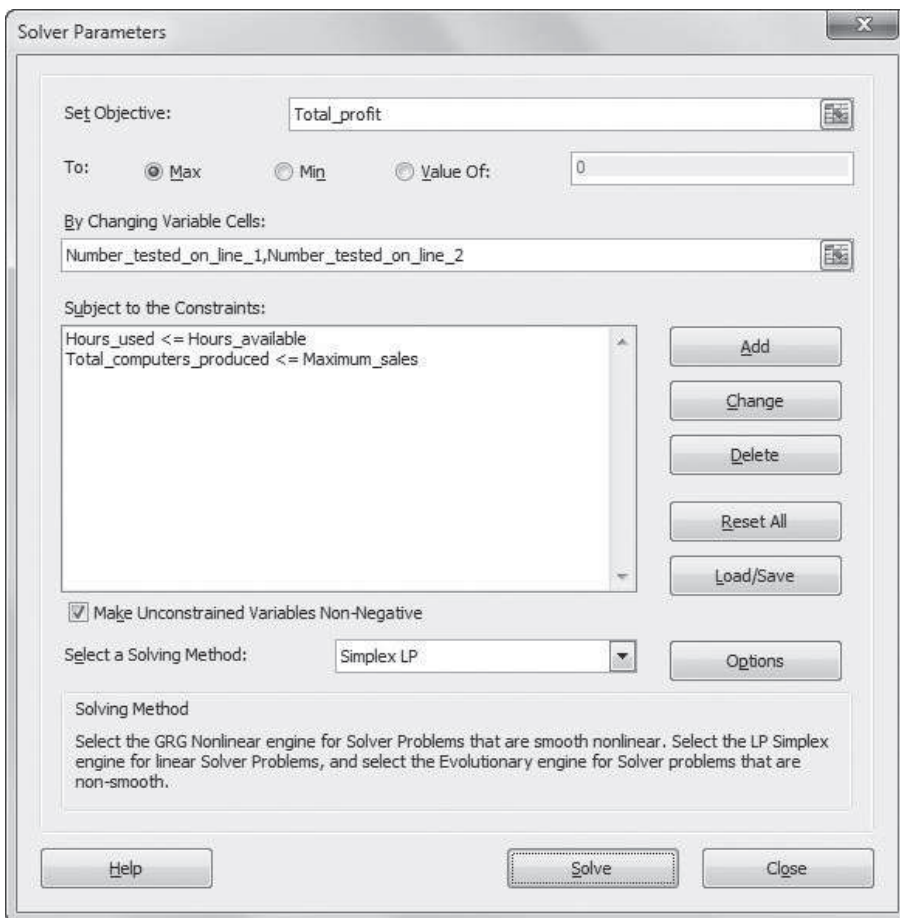 Solver Parameters
Set Objective:
Total_profit
To:
Max
Min
Value Of:
0
By Changing Variable Cells:
Number_tested_on_line_1,Number_tested_on_line_2
Subject to the Constraints:
Hours_used <= Hours_available
Total_computers_produced <= Maximum_sales
Add
Change
Delete
Reset All
Load/Save
Make Unconstrained Variables Non-Negative
Select a Solving Method:
Simplex LP
Options
Solving Method
Select the GRG Nonlinear engine for Solver Problems that are smooth nonlinear. Select the LP Simplex
engine for linear Solver Problems, and select the Evolutionary engine for Solver problems that are
non-smooth.
Help
Solve
Close